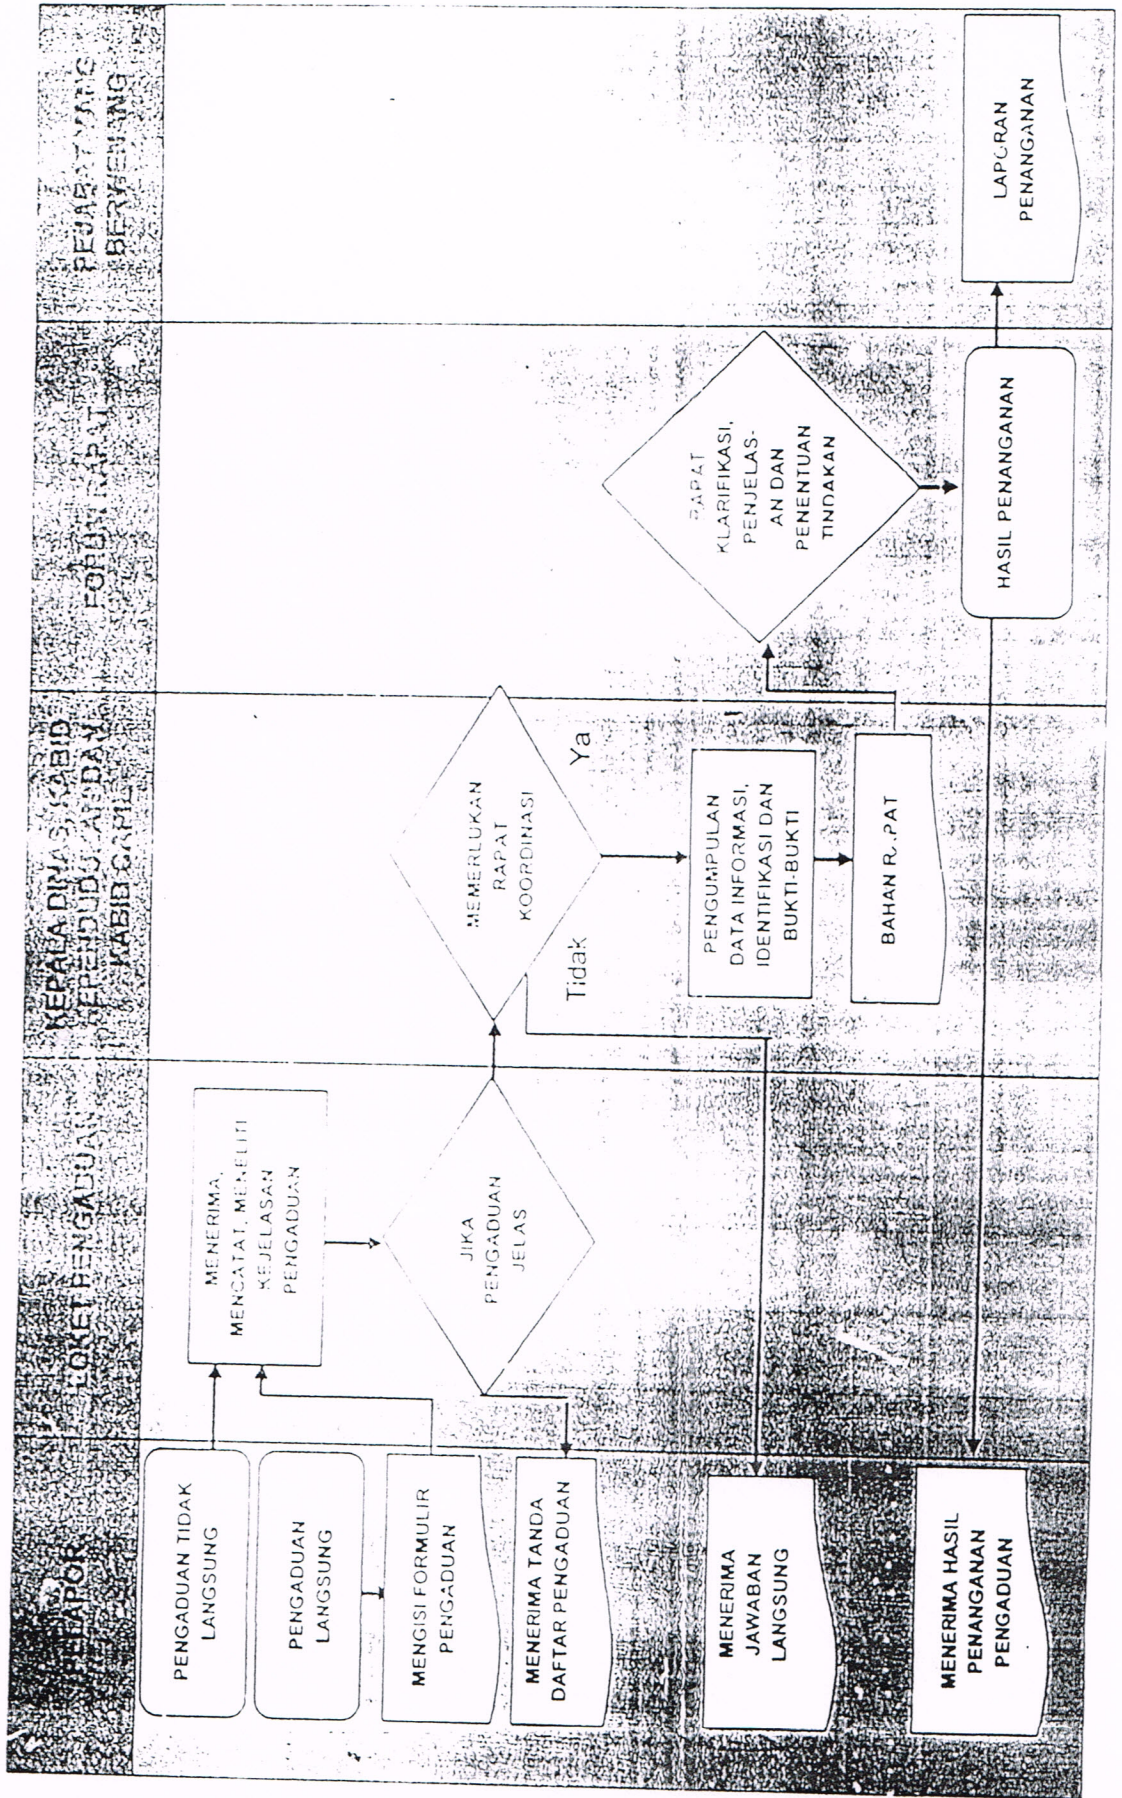 PELAPOR
LOKET PENGADUAN
KEPALA DINAS, KABID
KEPENDUDUKAN DAN
KABID CAPIL
FORUM RAPAT
PEJABAT YANG
BERWENANG
PENGADUAN TIDAK
LANGSUNG
PENGADUAN
LANGSUNG
MENGISI FORMULIR
PENGADUAN
MENERIMA TANDA
DAFTAR PENGADUAN
MENERIMA
JAWABAN
LANGSUNG
MENERIMA HASIL
PENANGANAN
PENGADUAN
MENERIMA,
MENCATAT, MENELITI
KEJELASAN
PENGADUAN
JIKA
PENGADUAN
JELAS
MEMERLUKAN
RAPAT
KOORDINASI
Tidak
Ya
PENGUMPULAN
DATA INFORMASI,
IDENTIFIKASI DAN
BUKTI-BUKTI
BAHAN RAPAT
RAPAT
KLARIFIKASI,
PENJELAS-
AN DAN
PENENTUAN
TINDAKAN
HASIL PENANGANAN
LAPORAN
PENANGANAN